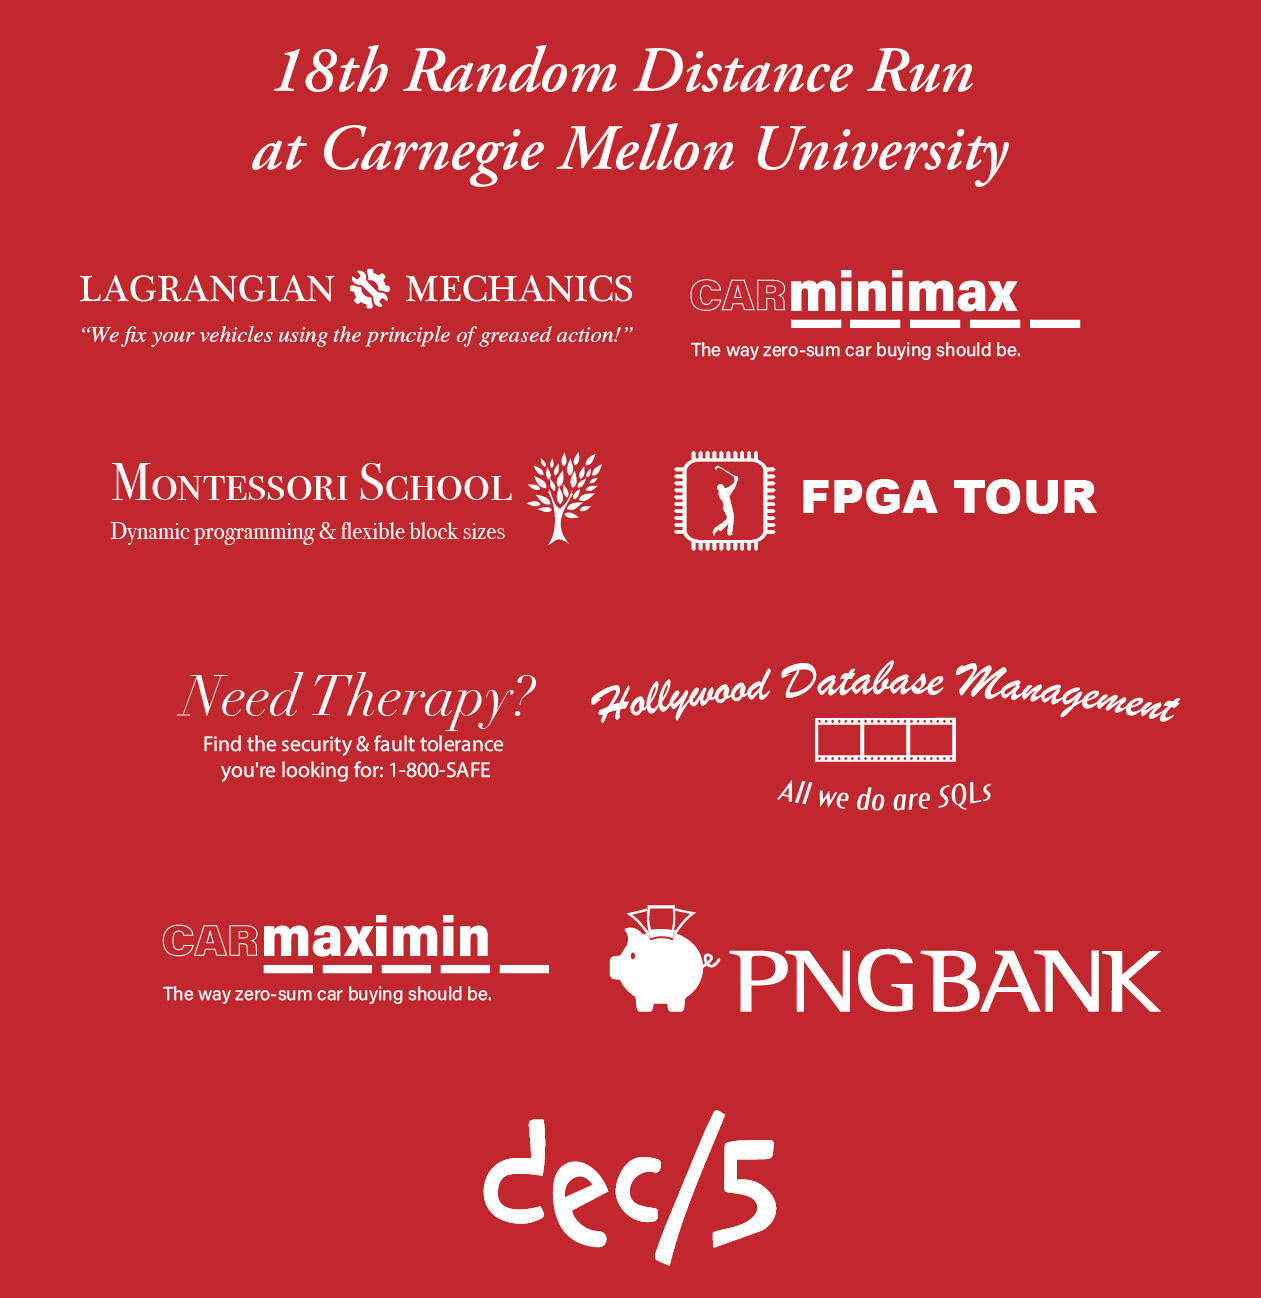 18th Random Distance Run
at Carnegie Mellon University
LAGRANGIAN MECHANICS
“We fix your vehicles using the principle of greased action!”
CARminimax
The way zero-sum car buying should be.
MONTESSORI SCHOOL
Dynamic programming & flexible block sizes
FPGA TOUR
Need Therapy?
Find the security & fault tolerance
you're looking for: 1-800-SAFE
Hollywood Database Management
All we do are SQLs
CARmaximin
The way zero-sum car buying should be.
PNGBANK
dec/5